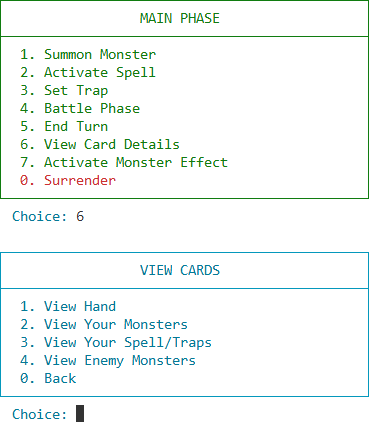 MAIN PHASE
1. Summon Monster
2. Activate Spell
3. Set Trap
4. Battle Phase
5. End Turn
6. View Card Details
7. Activate Monster Effect
0. Surrender
Choice: 6
VIEW CARDS
1. View Hand
2. View Your Monsters
3. View Your Spell/Traps
4. View Enemy Monsters
0. Back
Choice: